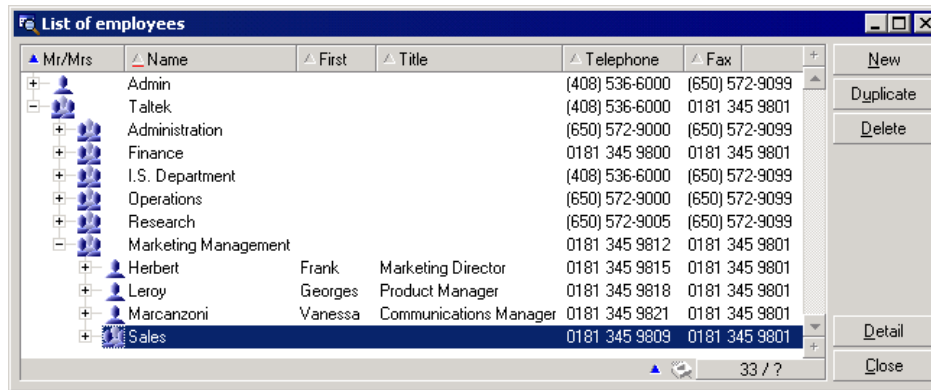 List of employees
Mr/Mrs Name First Title Telephone Fax
New
Admin (408) 536-6000 (650) 572-9099
Taltek 0181 345 9801
Duplicate
Administration (650) 572-9000 (650) 572-9099
Delete
Finance 0181 345 9800 0181 345 9801
I.S. Department (408) 536-6000 (650) 572-9099
Operations (650) 572-9000 (650) 572-9099
Research (650) 572-9005 (650) 572-9099
Marketing Management 0181 345 9812 0181 345 9801
Herbert Frank Marketing Director 0181 345 9815 0181 345 9801
Leroy Georges Product Manager 0181 345 9818 0181 345 9801
Marcanzoni Vanessa Communications Manager 0181 345 9821 0181 345 9801
Sales 0181 345 9809 0181 345 9801
Detail
33 / ?
Close